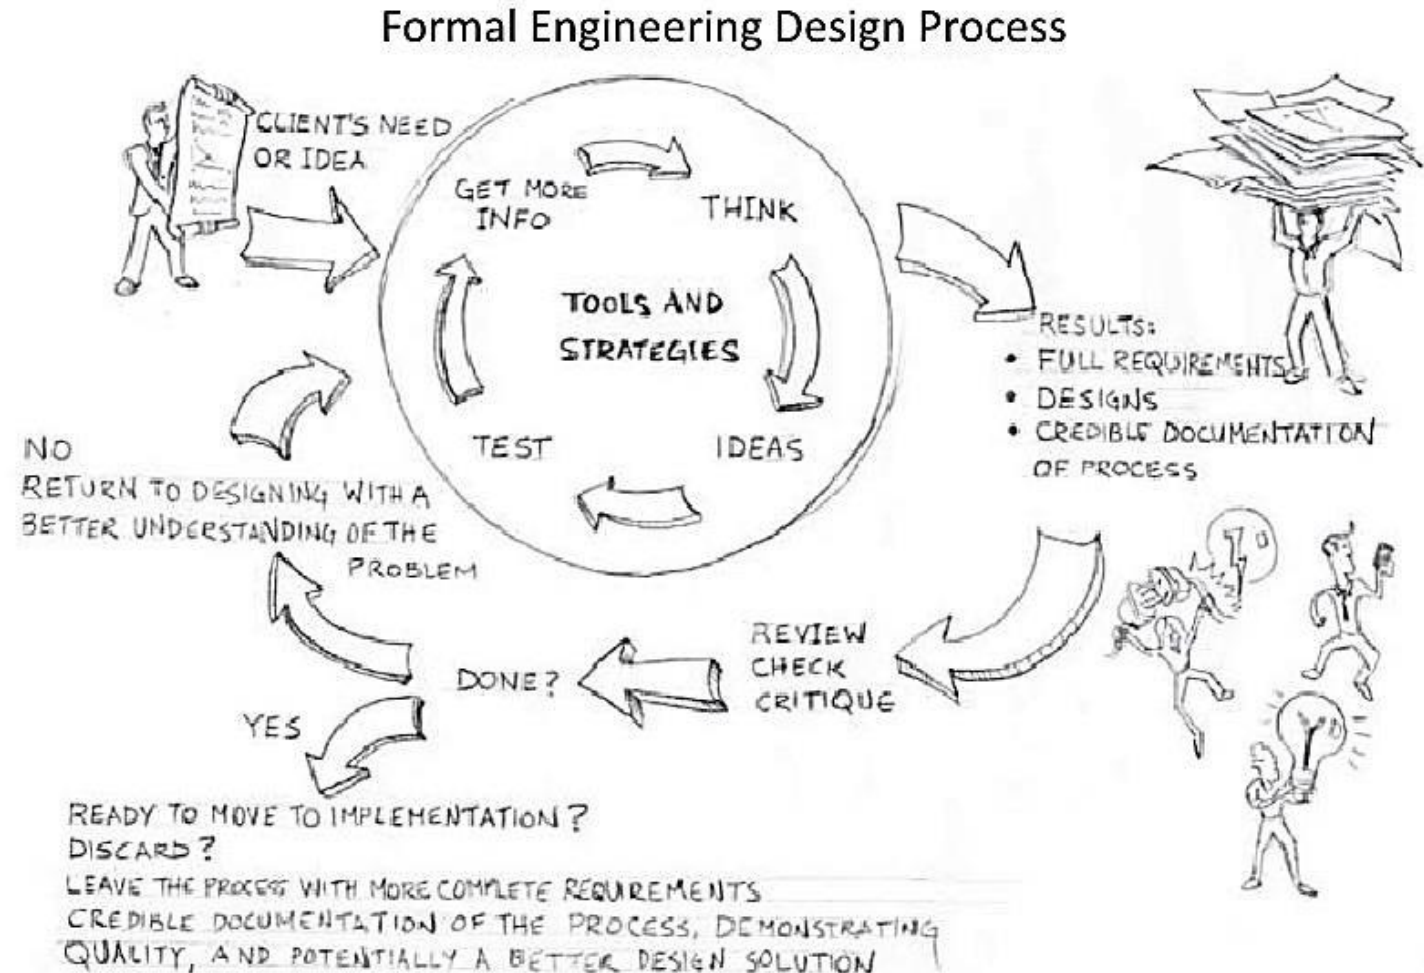 Formal Engineering Design Process
CLIENT'S NEED
OR IDEA
GET MORE
INFO
THINK
TOOLS AND
STRATEGIES
TEST
IDEAS
RESULTS:
• FULL REQUIREMENTS
• DESIGNS
• CREDIBLE DOCUMENTATION
OF PROCESS
REVIEW
CHECK
CRITIQUE
DONE?
NO
RETURN TO DESIGNING WITH A
BETTER UNDERSTANDING OF THE
PROBLEM
YES
READY TO MOVE TO IMPLEMENTATION?
DISCARD?
LEAVE THE PROCESS WITH MORE COMPLETE REQUIREMENTS
CREDIBLE DOCUMENTATION OF THE PROCESS, DEMONSTRATING
QUALITY, AND POTENTIALLY A BETTER DESIGN SOLUTION